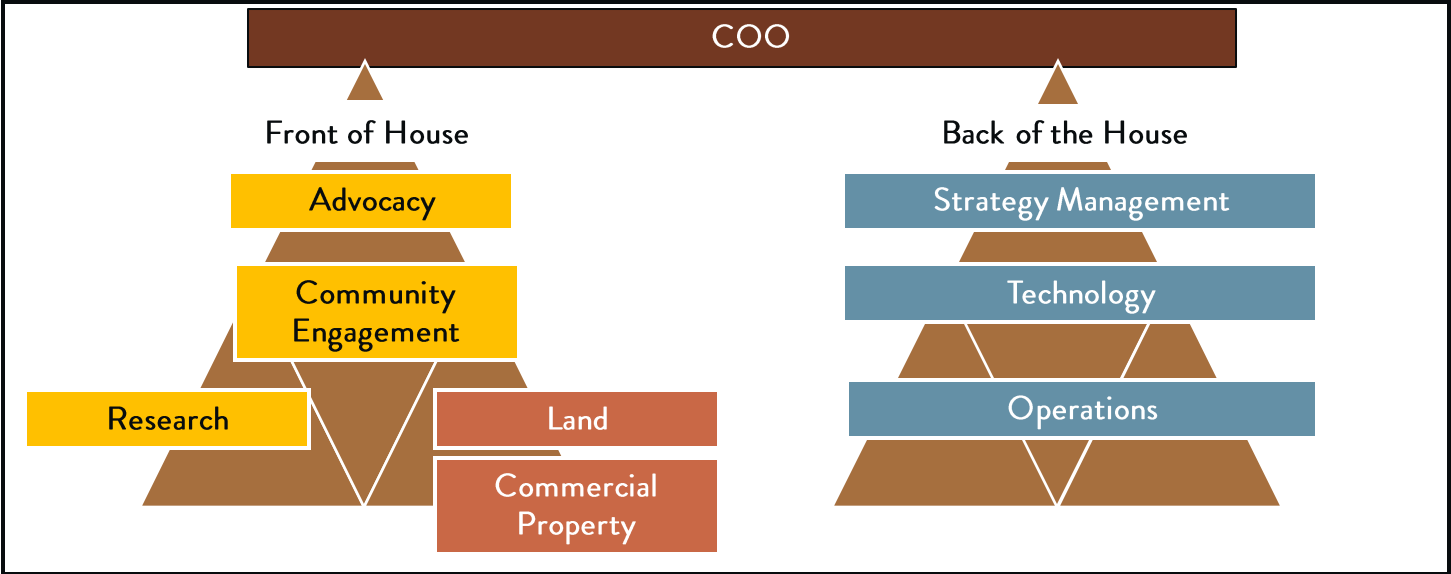 COO
Front of House
Advocacy
Community
Engagement
Research
Land
Commercial
Property
Back of the House
Strategy Management
Technology
Operations